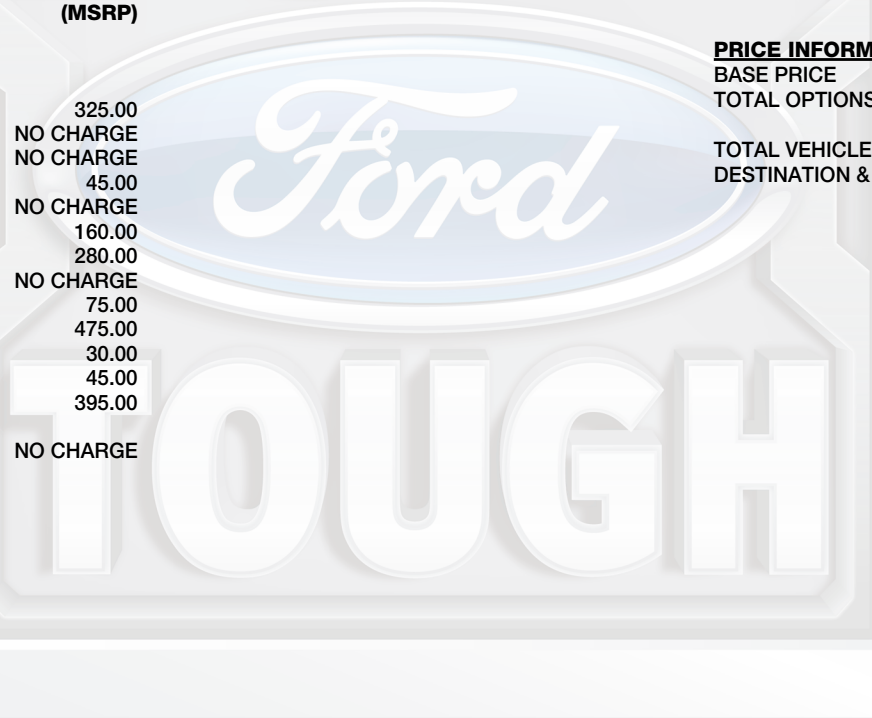 (MSRP)
325.00
NO CHARGE
NO CHARGE
45.00
NO CHARGE
160.00
280.00
NO CHARGE
75.00
475.00
30.00
45.00
395.00
NO CHARGE
PRICE INFORM
BASE PRICE
TOTAL OPTIONS
TOTAL VEHICLE
DESTINATION &
Ford
TOUGH